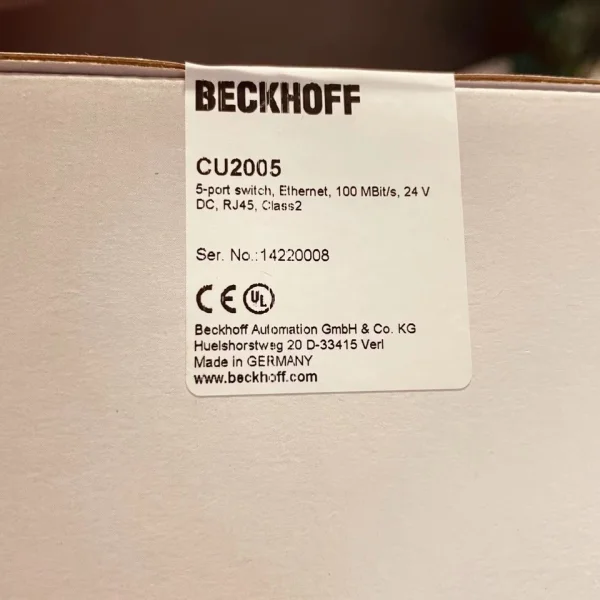 BECKHOFF
CU2005
5-port switch, Ethernet, 100 MBit/s, 24 V
DC, RJ45, Class2
Ser. No.:14220008
CE UL
Beckhoff Automation GmbH & Co. KG
Huelshorstweg 20 D-33415 Verl
Made in GERMANY
www.beckhoff.com